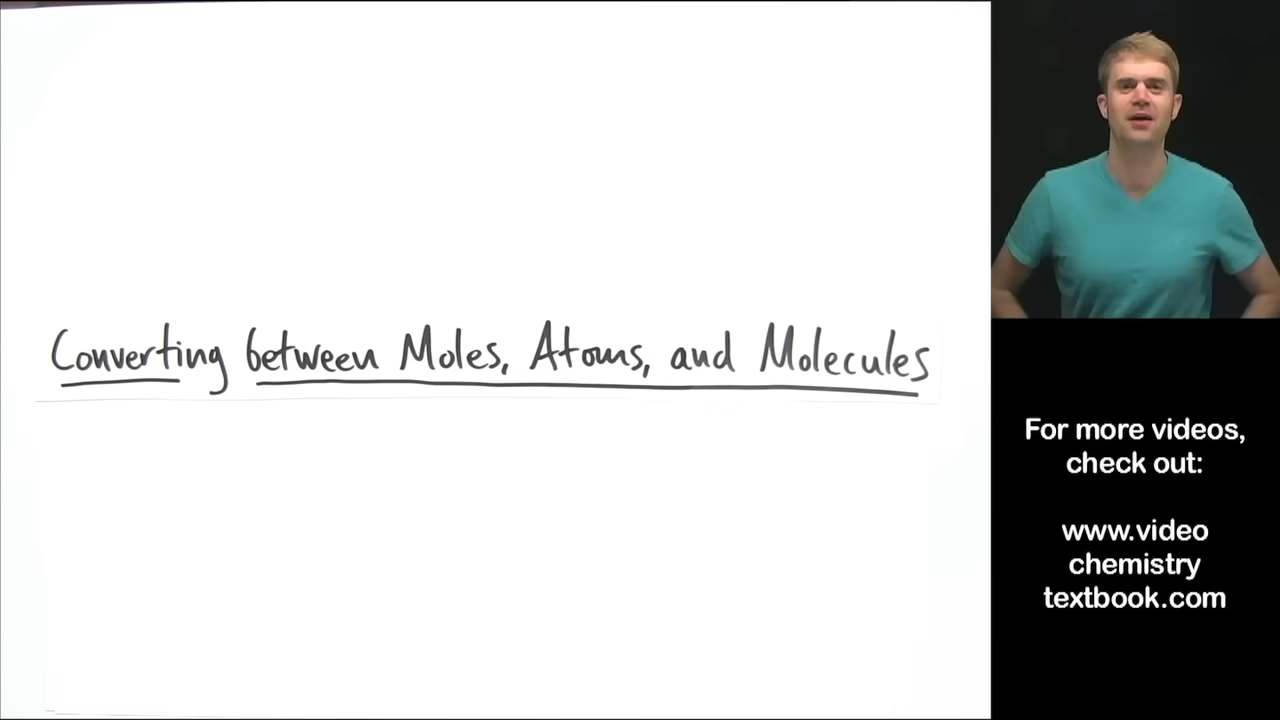 Converting between Moles, Atoms, and Molecules
For more videos,
check out:
www.video
chemistry
textbook.com